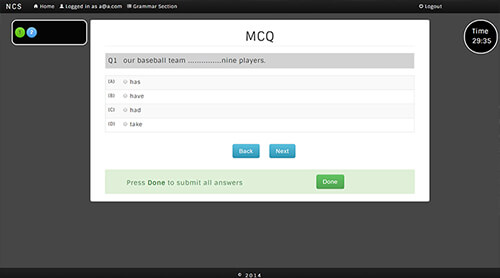 NCS Home Logged in as a@a.com Grammar Section Logout
1 2
Time
29:35
MCQ
Q1 our baseball team ................nine players.
(A) has
(B) have
(C) had
(D) take
Back Next
Press Done to submit all answers Done
© 2014